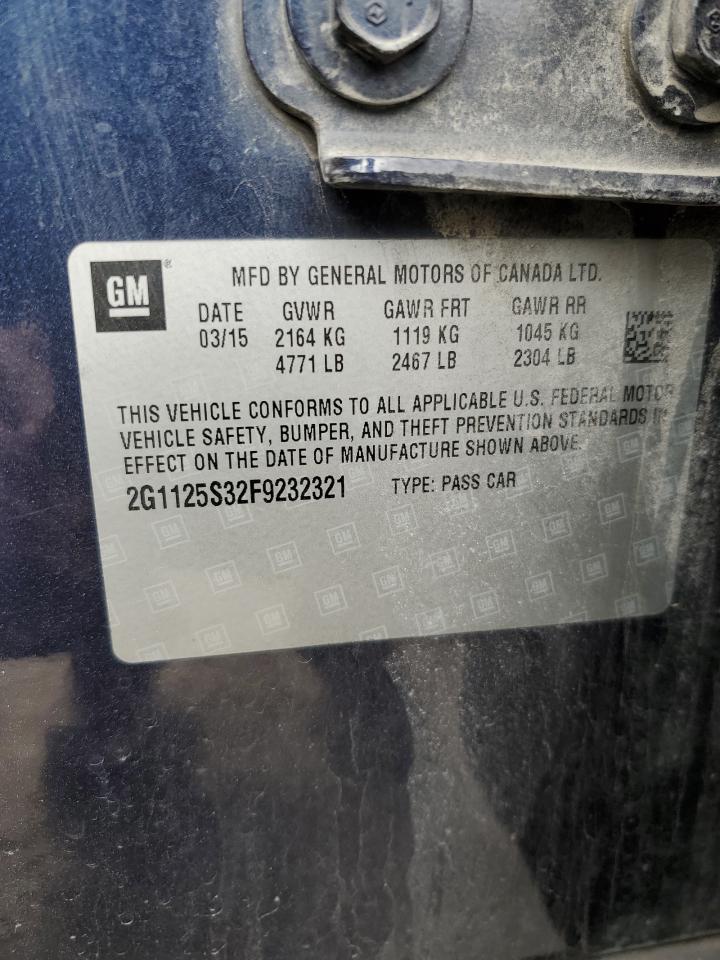 GM®
MFD BY GENERAL MOTORS OF CANADA LTD.
DATE GVWR GAWR FRT GAWR RR
03/15 2164 KG 1119 KG 1045 KG
4771 LB 2467 LB 2304 LB
THIS VEHICLE CONFORMS TO ALL APPLICABLE U.S. FEDERAL MOTOR
VEHICLE SAFETY, BUMPER, AND THEFT PREVENTION STANDARDS IN
EFFECT ON THE DATE OF MANUFACTURE SHOWN ABOVE.
2G1125S32F9232321 TYPE: PASS CAR